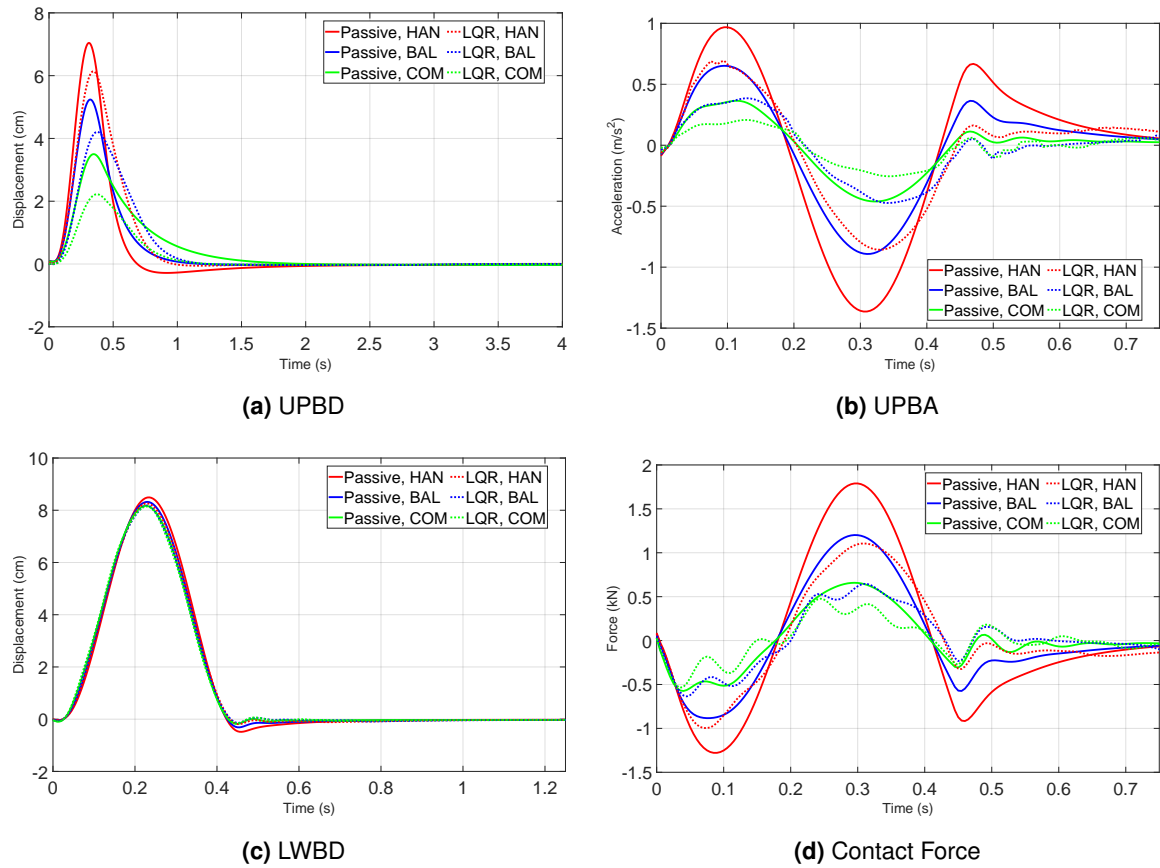 8
6
4
2
0
-2
Displacement (cm)
Passive, HAN LQR, HAN
Passive, BAL LQR, BAL
Passive, COM LQR, COM
0 0.5 1 1.5 2 2.5 3 3.5 4
Time (s)
(a) UPBD
1
0.5
0
-0.5
-1
-1.5
Acceleration (m/s²)
Passive, HAN LQR, HAN
Passive, BAL LQR, BAL
Passive, COM LQR, COM
0 0.1 0.2 0.3 0.4 0.5 0.6 0.7
Time (s)
(b) UPBA
10
8
6
4
2
0
-2
Displacement (cm)
Passive, HAN LQR, HAN
Passive, BAL LQR, BAL
Passive, COM LQR, COM
0 0.2 0.4 0.6 0.8 1 1.2
Time (s)
(c) LWBD
2
1.5
1
0.5
0
-0.5
-1
-1.5
Force (kN)
Passive, HAN LQR, HAN
Passive, BAL LQR, BAL
Passive, COM LQR, COM
0 0.1 0.2 0.3 0.4 0.5 0.6 0.7
Time (s)
(d) Contact Force